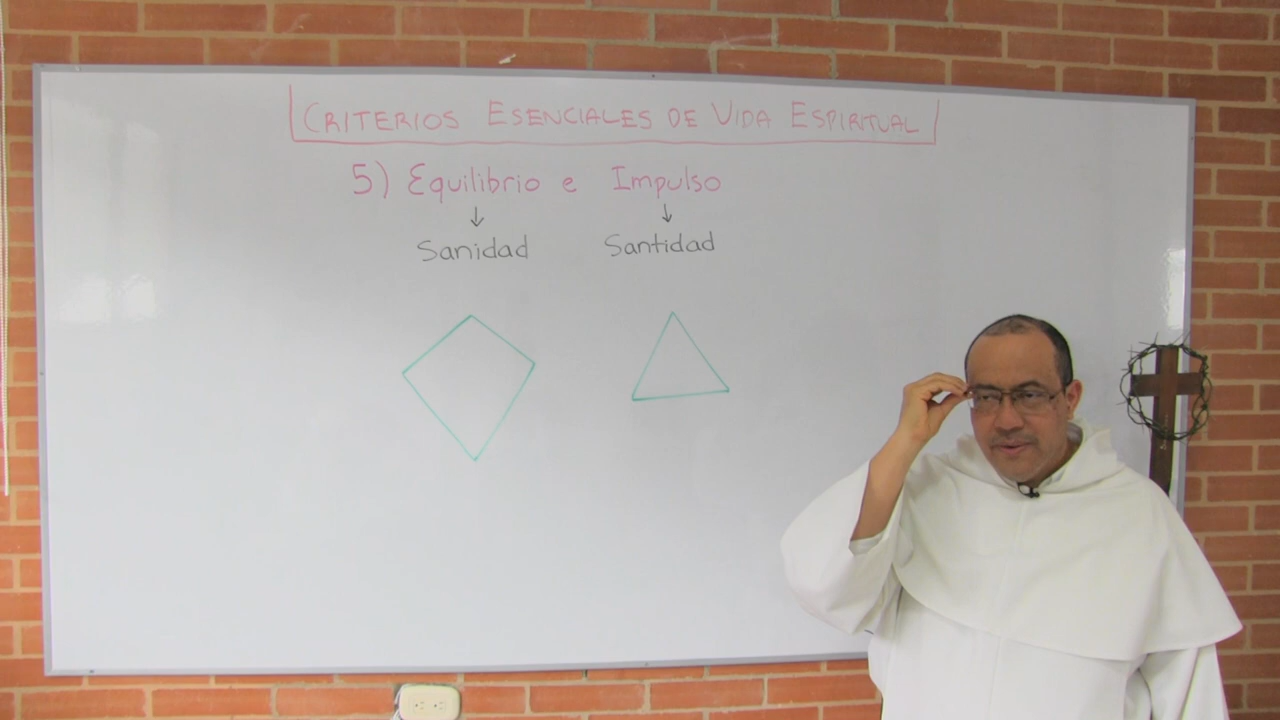 CRITERIOS ESENCIALES DE VIDA ESPIRITUAL
5) Equilibrio e Impulso
↓ ↓
Sanidad Santidad